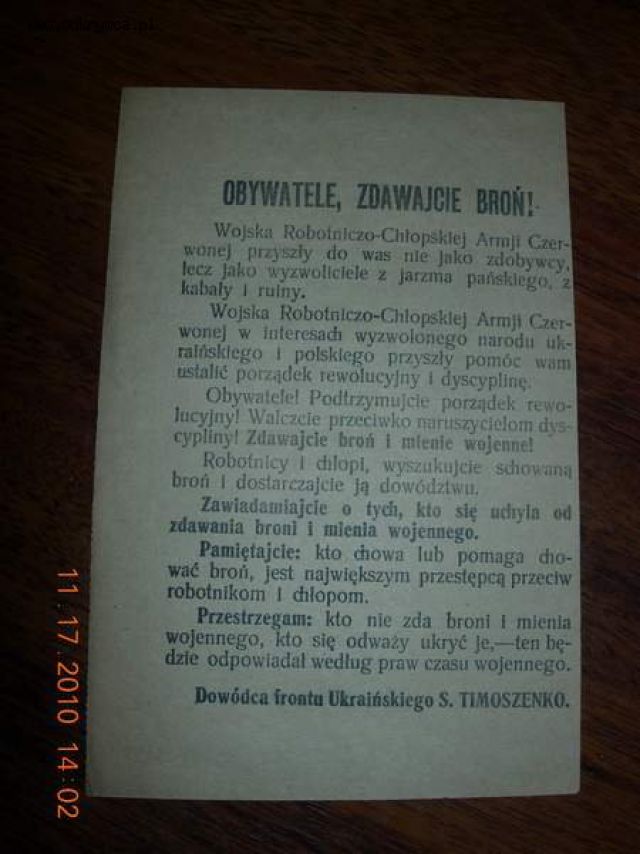 OBYWATELE, ZDAWAJCIE BROŃ!
Wojska Robotniczo-Chłopskiej Armji Czer-
wonej przyszły do was nie jako zdobywcy,
lecz jako wyzwoliciele z jarzma pańskiego, z
kabały i ruiny.
Wojska Robotniczo-Chłopskiej Armji Czer-
wonej w interesach wyzwolonego narodu uk-
raińskiego i polskiego przyszły pomóc wam
ustalić porządek rewolucyjny i dyscyplinę.
Obywatele! Podtrzymujcie porządek rewo-
lucyjny! Walczcie przeciwko naruszycielom dys-
cypliny! Zdawajcie broń i mienie wojenne!
Robotnicy i chłopi, wyszukujcie schowaną
broń i dostarczajcie ją dowództwu.
Zawiadamiajcie o tych, kto się uchyla od
zdawania broni i mienia wojennego.
Pamiętajcie: kto chowa lub pomaga cho-
wać broń, jest największym przestępcą przeciw
robotnikom i chłopom.
Przestrzegam: kto nie zda broni i mienia
wojennego, kto się odważy ukryć je,—ten bę-
dzie odpowiadał według praw czasu wojennego.
Dowódca frontu Ukraińskiego S. TIMOSZENKO.
11.17.2010 14:02